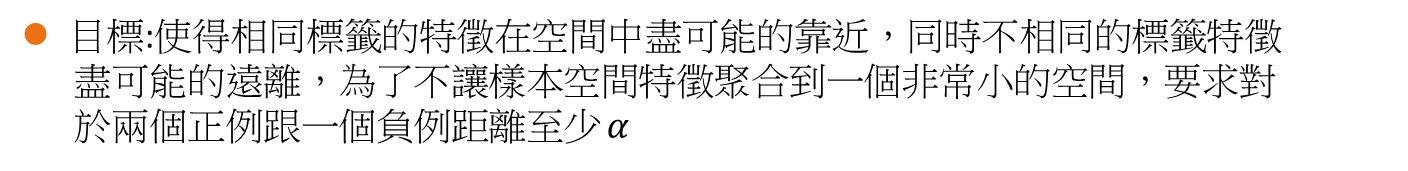 目標:使得相同標籤的特徵在空間中盡可能的靠近，同時不相同的標籤特徵
盡可能的遠離，為了不讓樣本空間特徵聚合到一個非常小的空間，要求對
於兩個正例跟一個負例距離至少α